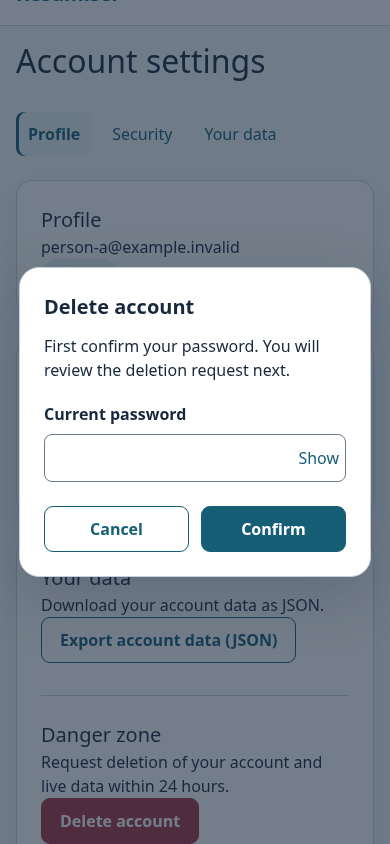 Account settings
Profile
Security
Your data
Profile
person-a@example.invalid
Delete account
First confirm your password. You will
review the deletion request next.
Current password
Show
Cancel
Confirm
Your data
Download your account data as JSON.
Export account data (JSON)
Danger zone
Request deletion of your account and
live data within 24 hours.
Delete account